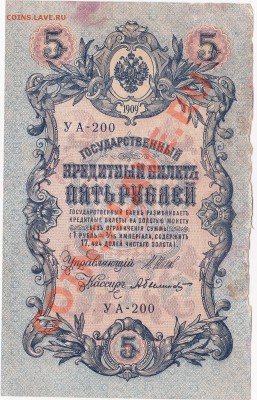 COINS.LAVE.RU
5 5
1909
УА-200
ГОСУДАРСТВЕННЫЙ
КРЕДИТНЫЙ БИЛЕТЪ
ПЯТЬ РУБЛЕЙ
ГОСУДАРСТВЕННЫЙ БАНКЪ РАЗМѢНИВАЕТЪ
КРЕДИТНЫЕ БИЛЕТЫ НА ЗОЛОТУЮ МОНЕТУ
БЕЗЪ ОГРАНИЧЕНІЯ СУММЫ
(1 РУБЛЬ = 1/15 ИМПЕРІАЛА, СОДЕРЖИТЪ
17,424 ДОЛЕЙ ЧИСТАГО ЗОЛОТА).
Управляющій
Кассиръ
УА-200
5